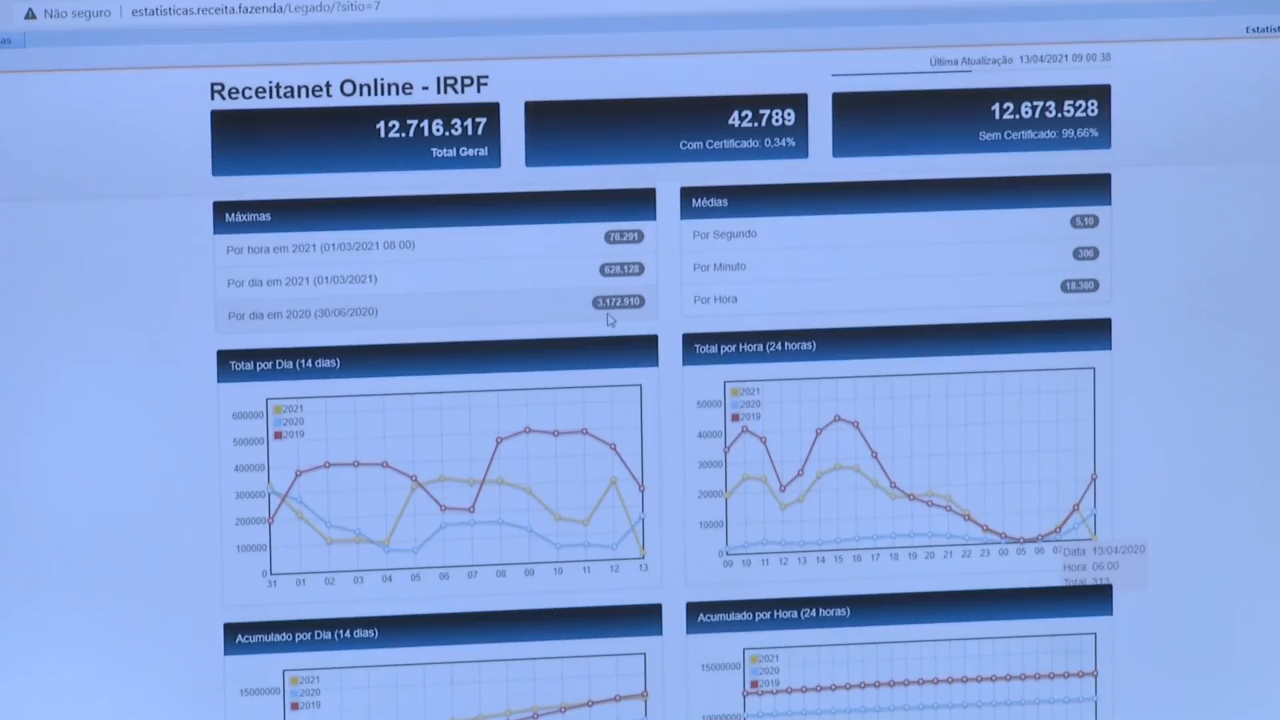 Não seguro | estatisticas.receita.fazenda/Legado/?sitio=7
as
Estatíst
Última Atualização 13/04/2021 09:00:38
Receitanet Online - IRPF
12.716.317
Total Geral
42.789
Com Certificado: 0,34%
12.673.528
Sem Certificado: 99,66%
Máximas
Por hora em 2021 (01/03/2021 08:00) 76.291
Por dia em 2021 (01/03/2021) 628.128
Por dia em 2020 (30/06/2020) 3.172.910
Médias
Por Segundo 5,10
Por Minuto 306
Por Hora 18.360
Total por Dia (14 dias)
2021
2020
2019
600000
500000
400000
300000
200000
100000
0
31 01 02 03 04 05 06 07 08 09 10 11 12 13
Total por Hora (24 horas)
2021
2020
2019
50000
40000
30000
20000
10000
0
09 10 11 12 13 14 15 16 17 18 19 20 21 22 23 00 05 06 07
Data: 13/04/2020
Hora: 06:00
Total: 313
Acumulado por Dia (14 dias)
2021
2020
2019
15000000
Acumulado por Hora (24 horas)
2021
2020
2019
15000000
10000000